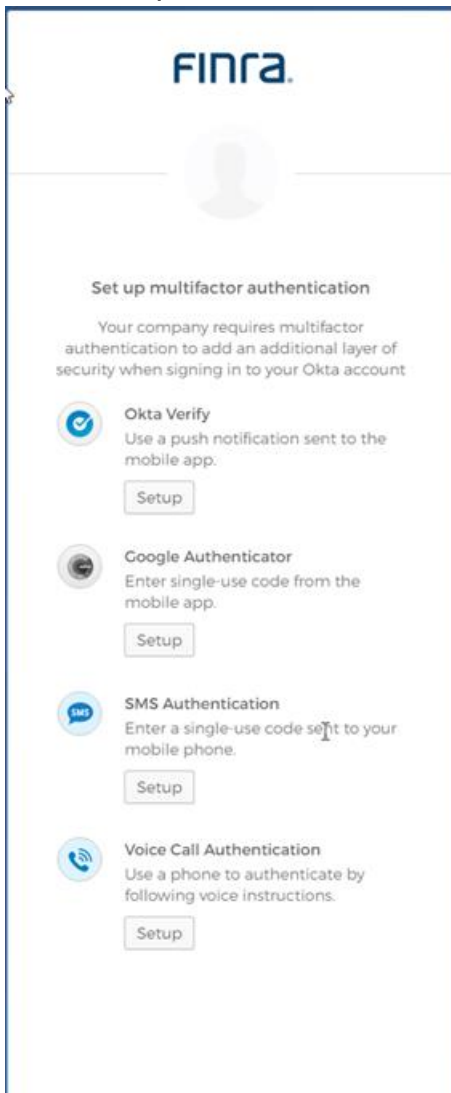 FINra.
Set up multifactor authentication
Your company requires multifactor
authentication to add an additional layer of
security when signing in to your Okta account
Okta Verify
Use a push notification sent to the
mobile app.
Setup
Google Authenticator
Enter single-use code from the
mobile app.
Setup
SMS
SMS Authentication
Enter a single-use code sent to your
mobile phone.
Setup
Voice Call Authentication
Use a phone to authenticate by
following voice instructions.
Setup